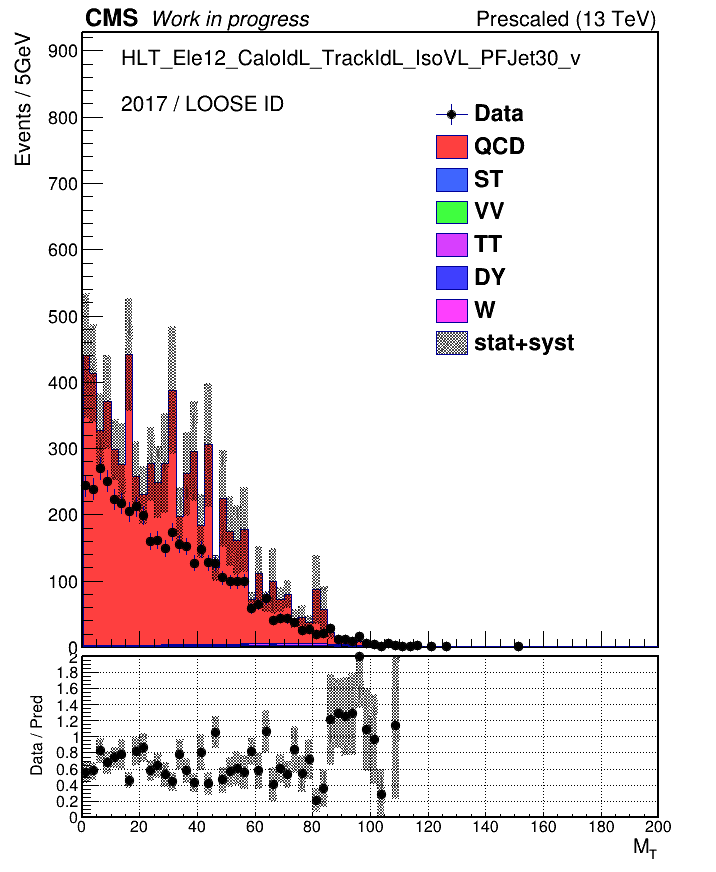 CMS Work in progress Prescaled (13 TeV)
Events / 5GeV
HLT_Ele12_CaloIdL_TrackIdL_IsoVL_PFJet30_v
2017 / LOOSE ID
Data
QCD
ST
VV
TT
DY
W
stat+syst
900
800
700
600
500
400
300
200
100
0
Data / Pred
2
1.8
1.6
1.4
1.2
1
0.8
0.6
0.4
0.2
0
0 20 40 60 80 100 120 140 160 180 200
M_T